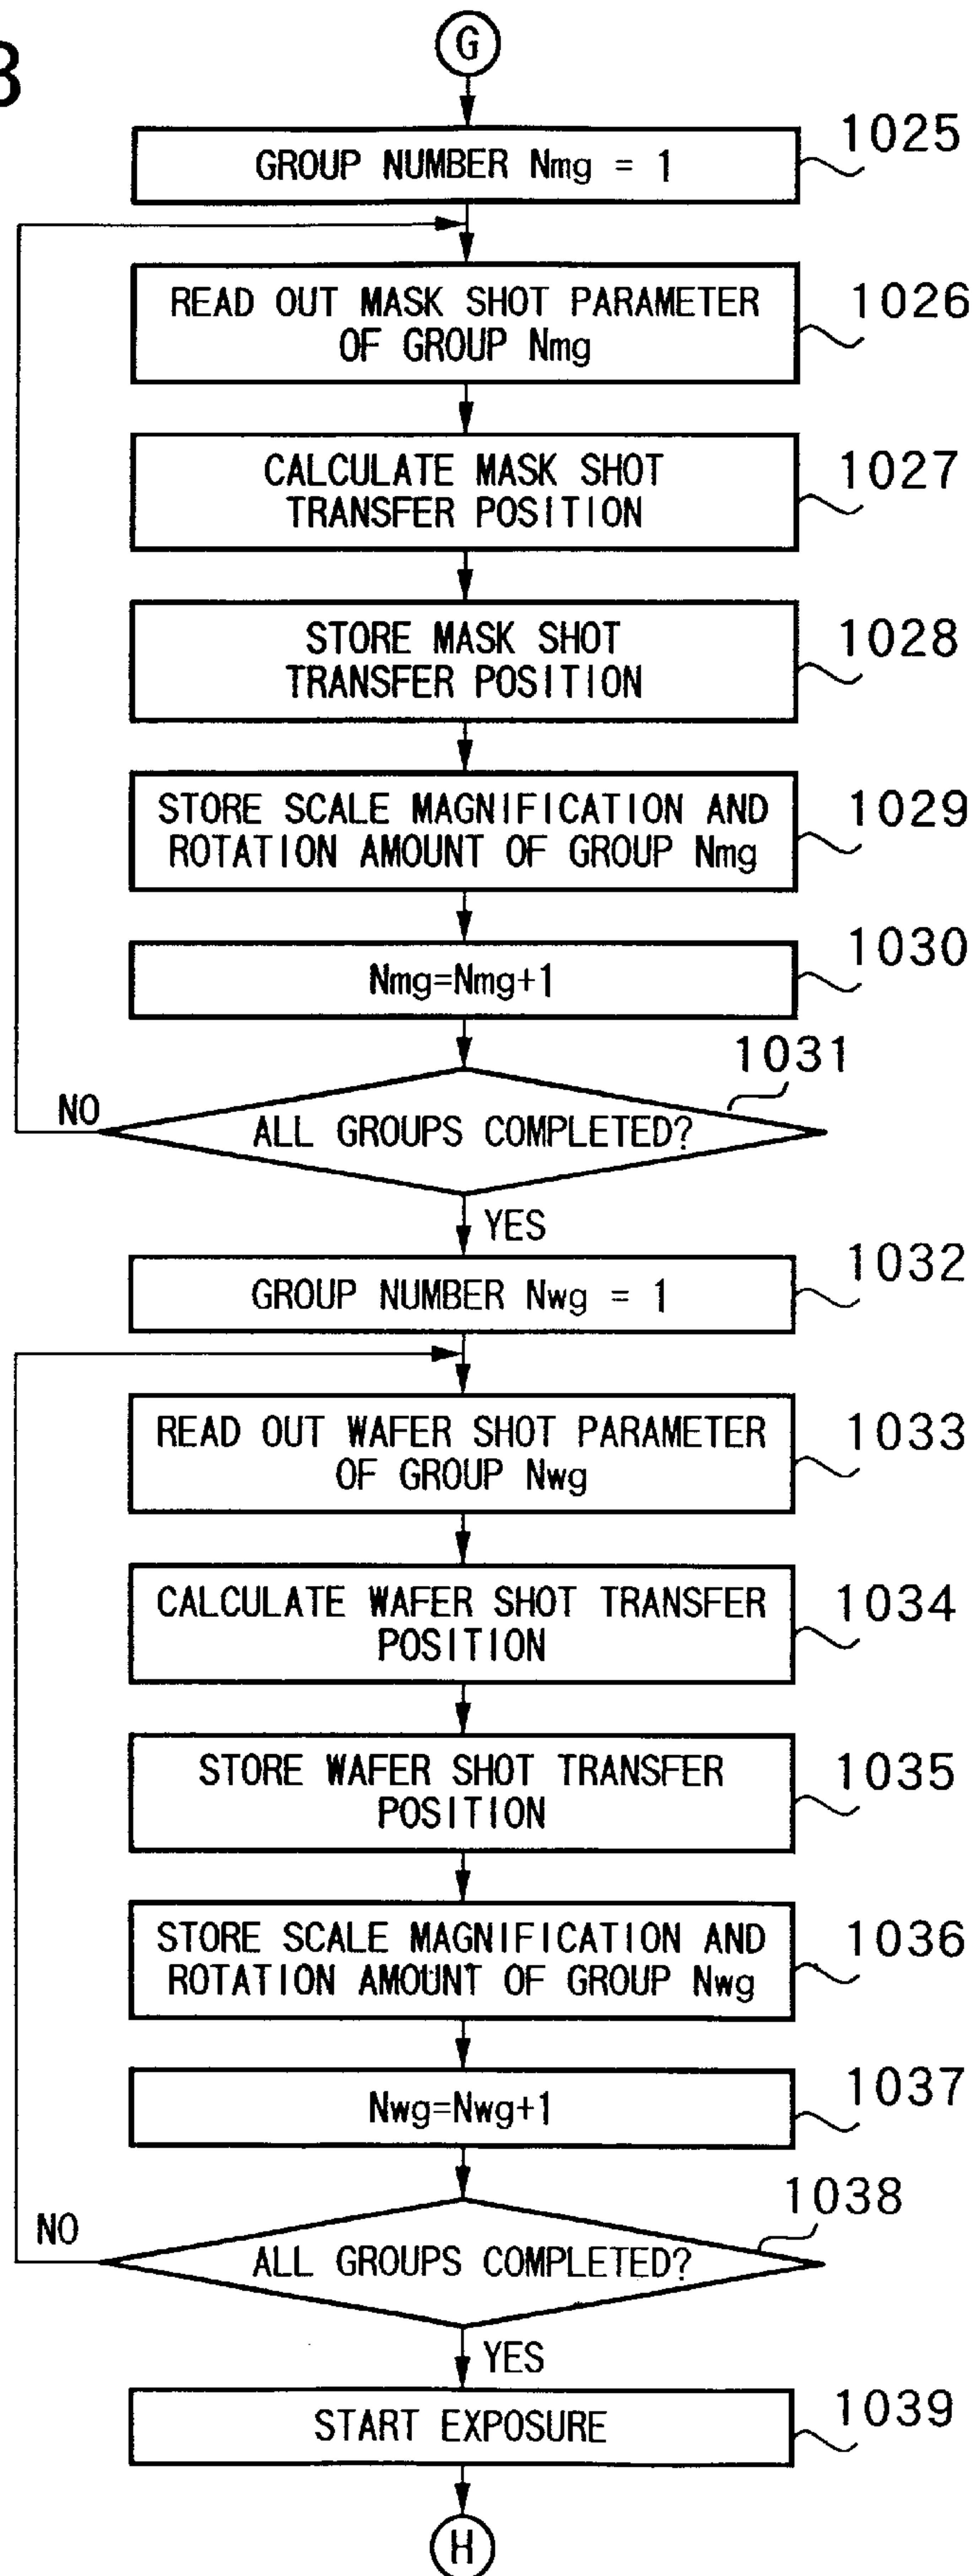 G
GROUP NUMBER Nmg = 1
1025
READ OUT MASK SHOT PARAMETER
OF GROUP Nmg
1026
CALCULATE MASK SHOT
TRANSFER POSITION
1027
STORE MASK SHOT
TRANSFER POSITION
1028
STORE SCALE MAGNIFICATION AND
ROTATION AMOUNT OF GROUP Nmg
1029
Nmg=Nmg+1
1030
1031
NO
ALL GROUPS COMPLETED?
YES
GROUP NUMBER Nwg = 1
1032
READ OUT WAFER SHOT PARAMETER
OF GROUP Nwg
1033
CALCULATE WAFER SHOT TRANSFER
POSITION
1034
STORE WAFER SHOT TRANSFER
POSITION
1035
STORE SCALE MAGNIFICATION AND
ROTATION AMOUNT OF GROUP Nwg
1036
Nwg=Nwg+1
1037
1038
NO
ALL GROUPS COMPLETED?
YES
START EXPOSURE
1039
H